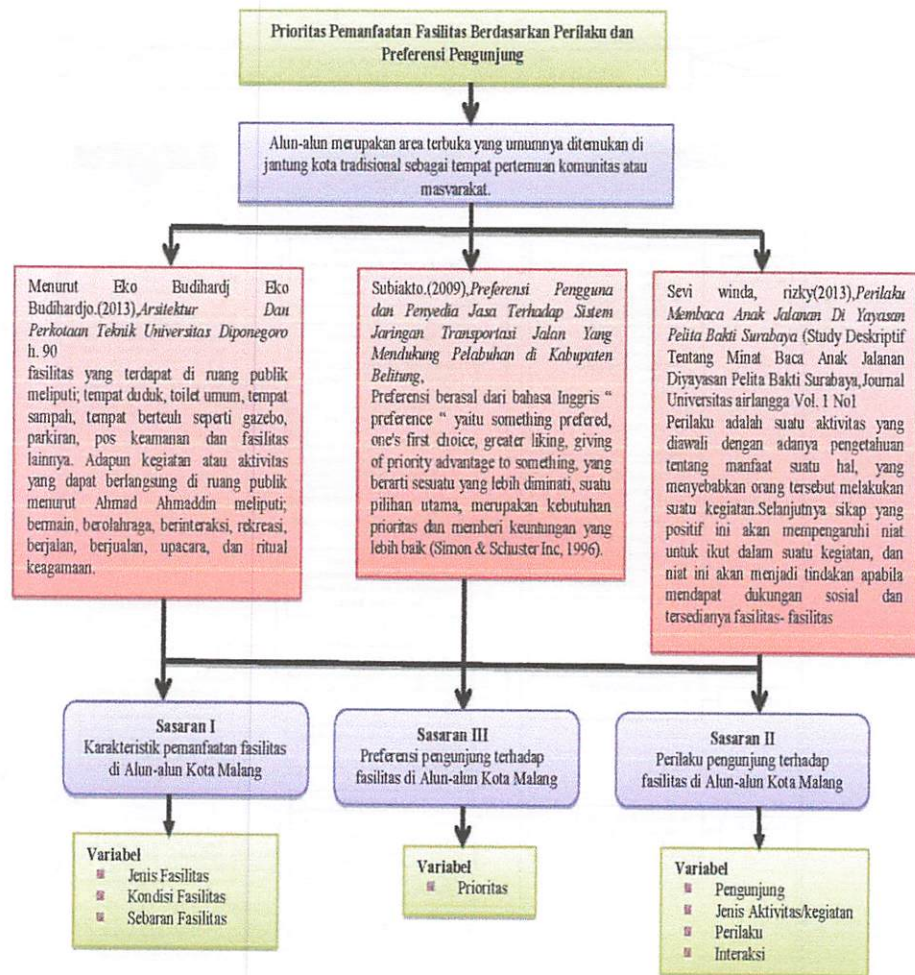 Prioritas Pemanfaatan Fasilitas Berdasarkan Perilaku dan
Preferensi Pengunjung
Alun-alun merupakan area terbuka yang umumnya ditemukan di
jantung kota tradisional sebagai tempat pertemuan komunitas atau
masyarakat.
Menurut Eko Budihardj Eko
Budihardjo.(2013),Arsitektur Dan
Perkotaan Teknik Universitas Diponegoro
h. 90
fasilitas yang terdapat di ruang publik
meliputi; tempat duduk, toilet umum, tempat
sampah, tempat berteuh seperti gazebo,
parkiran, pos keamanan dan fasilitas
lainnya. Adapun kegiatan atau aktivitas
yang dapat berlangsung di ruang publik
menurut Ahmad Ahmaddin meliputi;
bermain, berolahraga, berinteraksi, rekreasi,
berjalan, berjualan, upacara, dan ritual
keagamaan.
Subiakto.(2009),Preferensi Pengguna
dan Penyedia Jasa Terhadap Sistem
Jaringan Transportasi Jalan Yang
Mendukung Pelabuhan di Kabupaten
Belitung,
Preferensi berasal dari bahasa Inggris “
preference “ yaitu something prefered,
one's first choice, greater liking, giving
of priority advantage to something, yang
berarti sesuatu yang lebih diminati, suatu
pilihan utama, merupakan kebutuhan
prioritas dan memberi keuntungan yang
lebih baik (Simon & Schuster Inc, 1996).
Sevi winda, rizky(2013),Perilaku
Membaca Anak Jalanan Di Yayasan
Pelita Bakti Surabaya (Study Deskriptif
Tentang Minat Baca Anak Jalanan
Diyayasan Pelita Bakti Surabaya,Journal
Universitas airlangga Vol. 1 No1
Perilaku adalah suatu aktivitas yang
diawali dengan adanya pengetahuan
tentang manfaat suatu hal, yang
menyebabkan orang tersebut melakukan
suatu kegiatan.Selanjutnya sikap yang
positif ini akan mempengaruhi niat
untuk ikut dalam suatu kegiatan, dan
niat ini akan menjadi tindakan apabila
mendapat dukungan sosial dan
tersedianya fasilitas- fasilitas
Sasaran I
Karakteristik pemanfaatan fasilitas
di Alun-alun Kota Malang
Sasaran III
Preferensi pengunjung terhadap
fasilitas di Alun-alun Kota Malang
Sasaran II
Perilaku pengunjung terhadap
fasilitas di Alun-alun Kota Malang
Variabel
Jenis Fasilitas
Kondisi Fasilitas
Sebaran Fasilitas
Variabel
Prioritas
Variabel
Pengunjung
Jenis Aktivitas/kegiatan
Perilaku
Interaksi